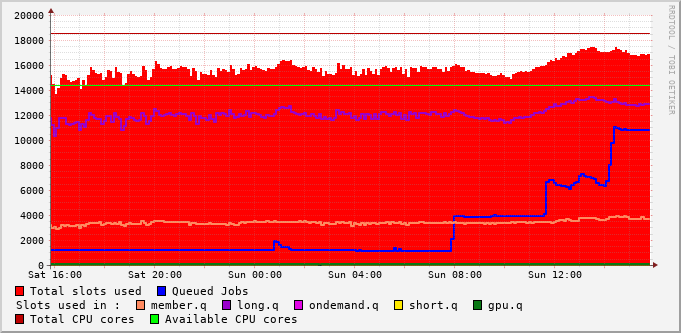 RRDTOOL / TOBI OETIKER
20000
18000
16000
14000
12000
10000
8000
6000
4000
2000
0
Sat 16:00 Sat 20:00 Sun 00:00 Sun 04:00 Sun 08:00 Sun 12:00
Total slots used Queued Jobs
Slots used in : member.q long.q ondemand.q short.q gpu.q
Total CPU cores Available CPU cores